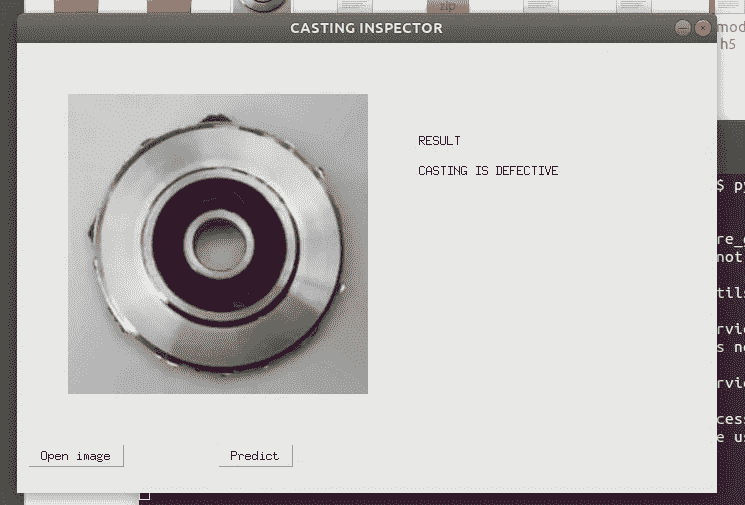 zip
CASTING INSPECTOR
mod
h5
RESULT
CASTING IS DEFECTIVE
$ py
re_g
not
tils
rvic
s no
rvic
cess
e us
Open image
Predict